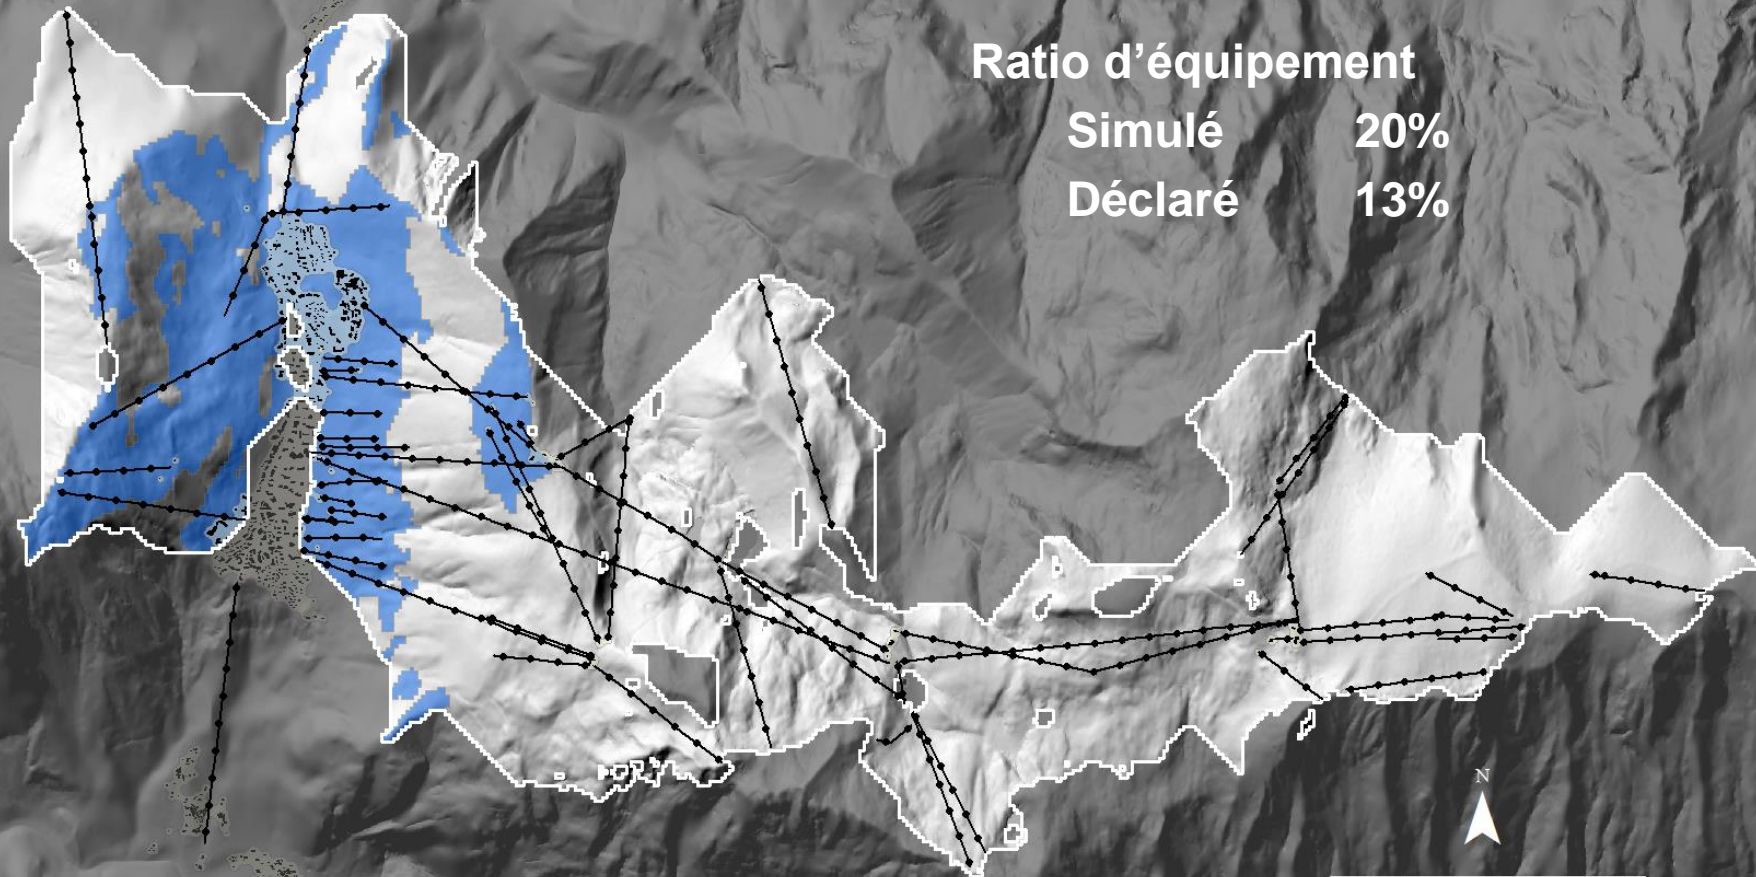 Ratio d’équipement
Simulé 20%
Déclaré 13%
N